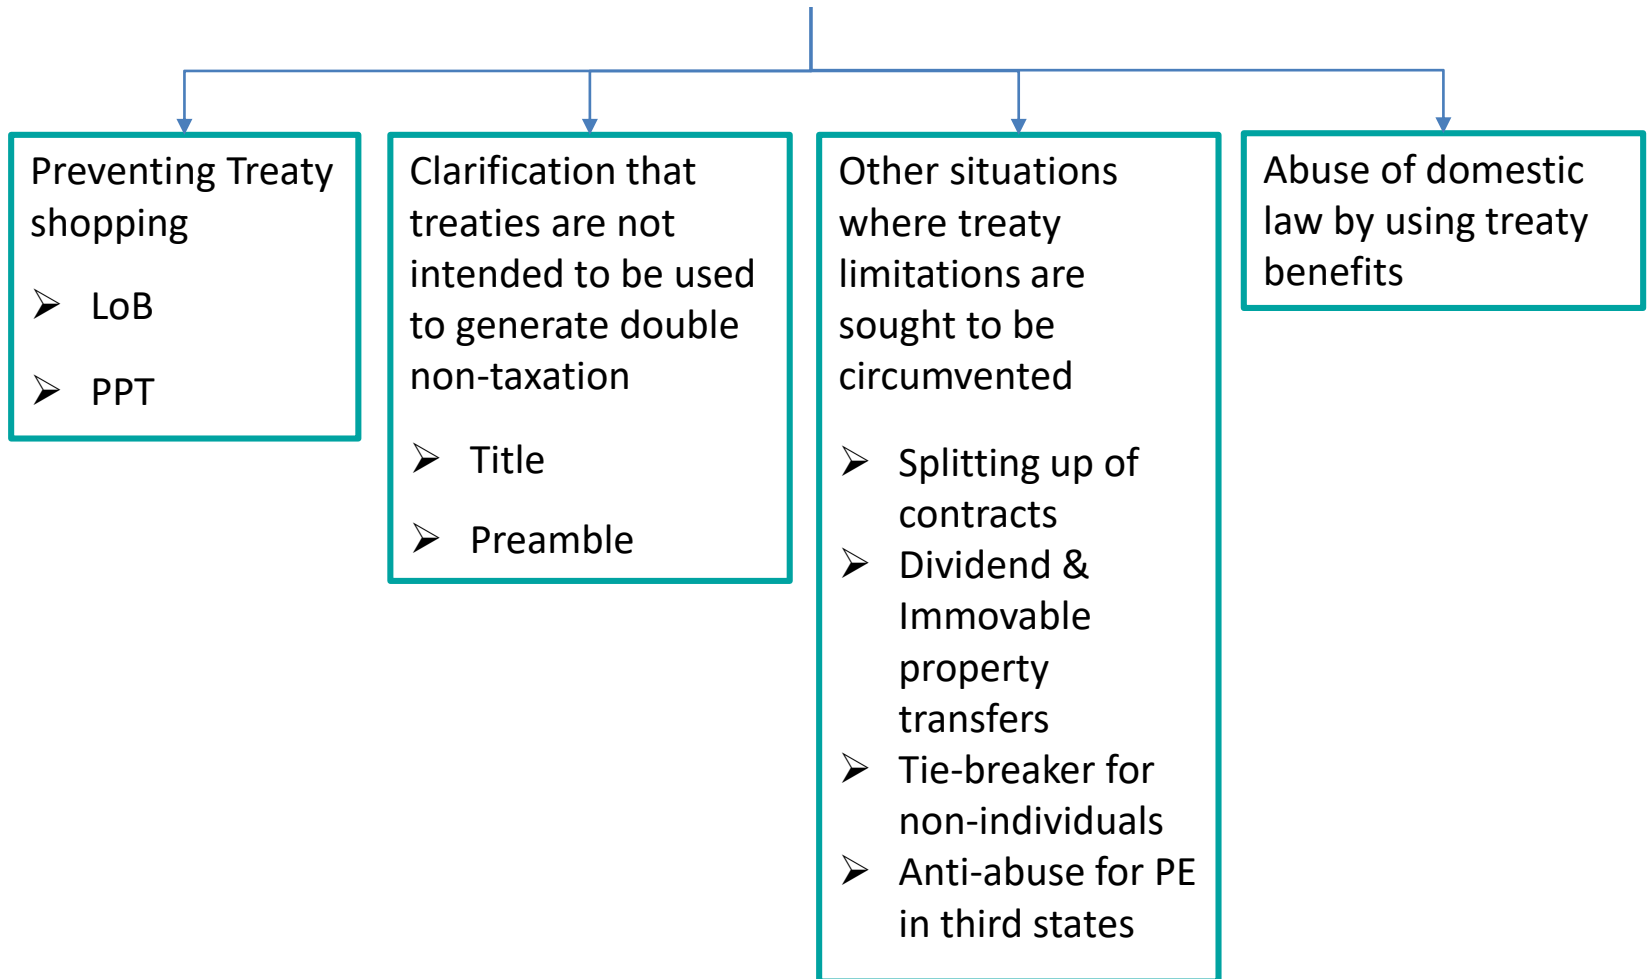 Preventing Treaty
shopping
➢ LoB
➢ PPT
Clarification that
treaties are not
intended to be used
to generate double
non-taxation
➢ Title
➢ Preamble
Other situations
where treaty
limitations are
sought to be
circumvented
➢ Splitting up of
contracts
➢ Dividend &
Immovable
property
transfers
➢ Tie-breaker for
non-individuals
➢ Anti-abuse for PE
in third states
Abuse of domestic
law by using treaty
benefits